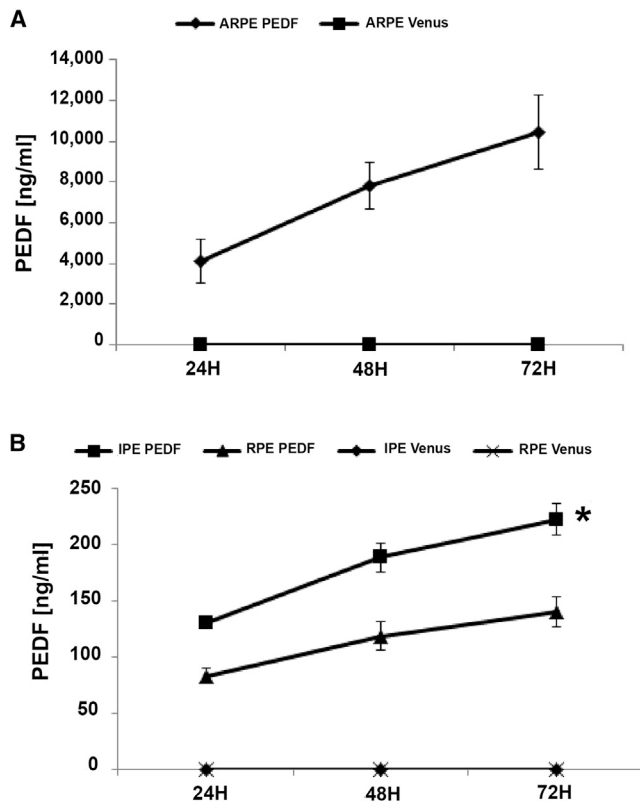 A
ARPE PEDF ARPE Venus
PEDF [ng/ml]
14,000
12,000
10,000
8,000
6,000
4,000
2,000
0
24H 48H 72H
B
IPE PEDF RPE PEDF IPE Venus RPE Venus
PEDF [ng/ml]
250
200
150
100
50
0
*
24H 48H 72H